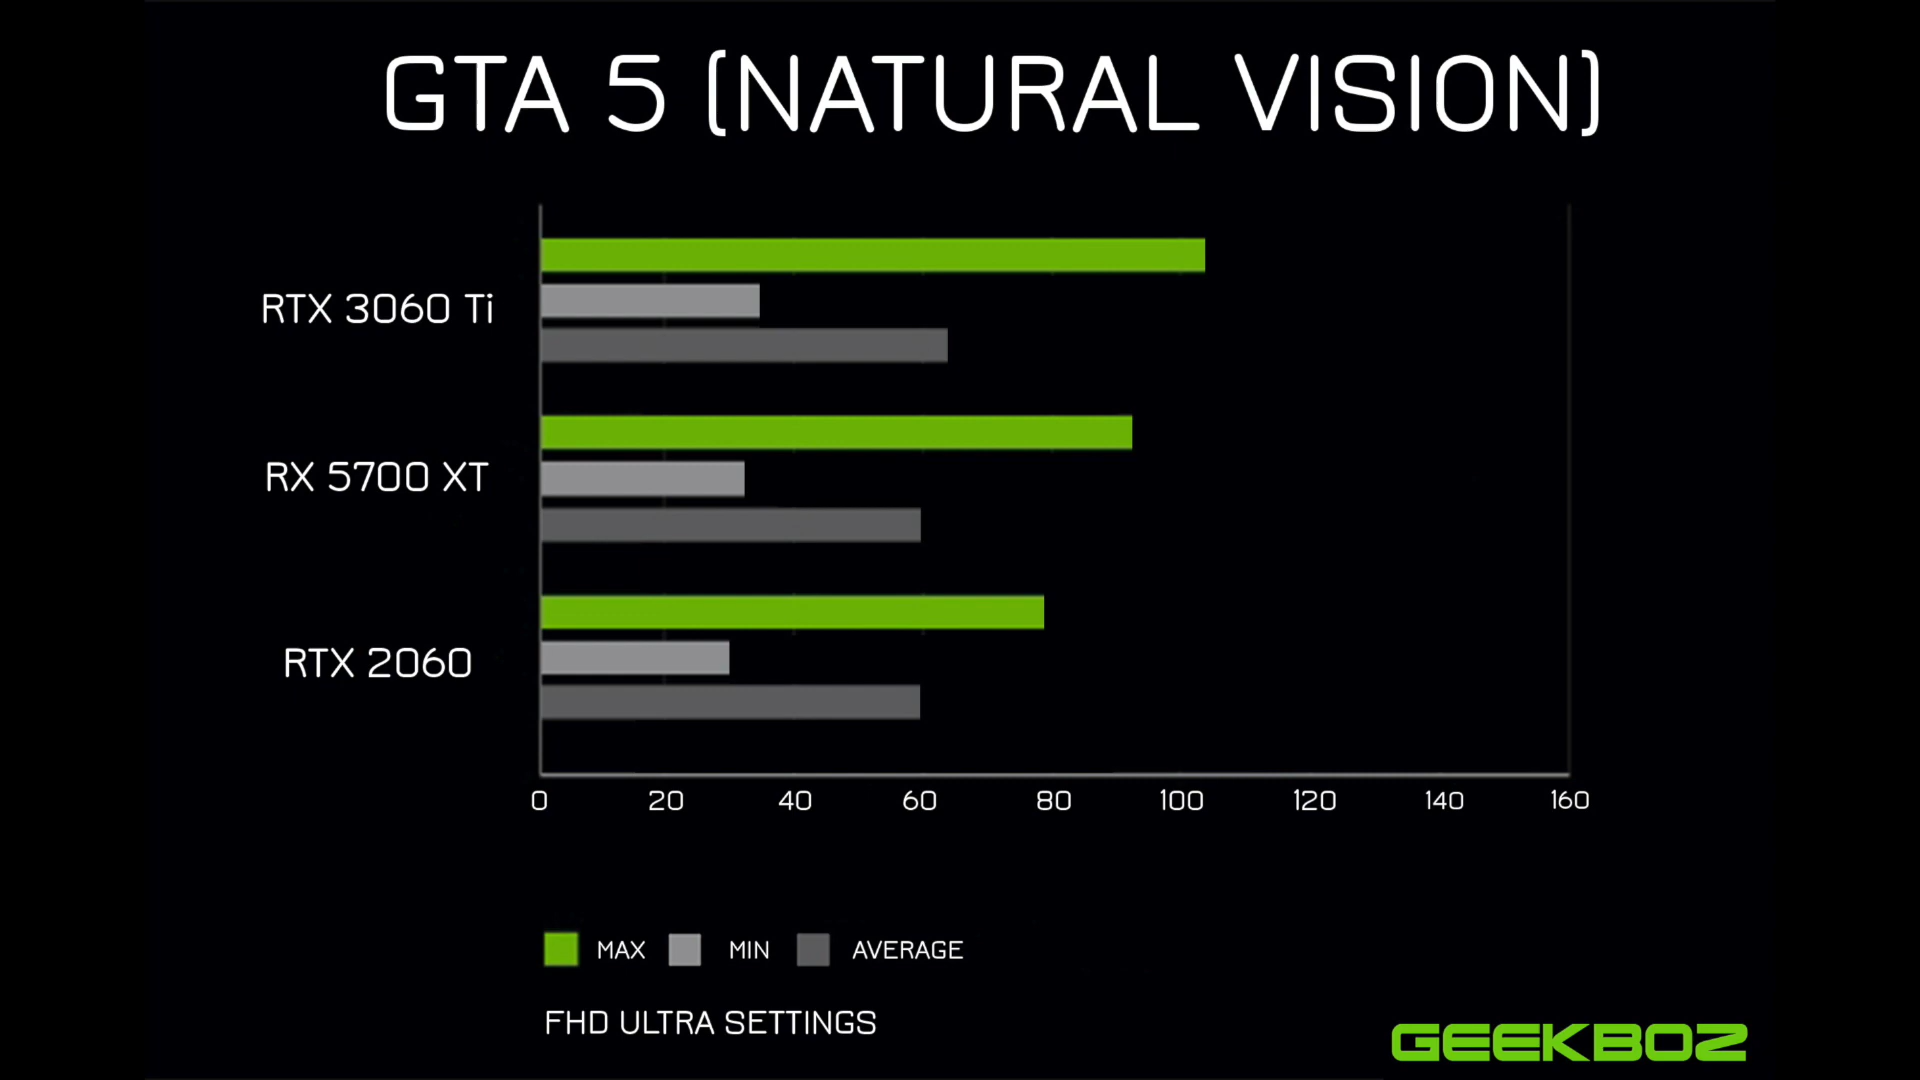 GTA 5 (NATURAL VISION)
RTX 3060 Ti
RX 5700 XT
RTX 2060
0 20 40 60 80 100 120 140 160
MAX MIN AVERAGE
FHD ULTRA SETTINGS
GEEKBOZ